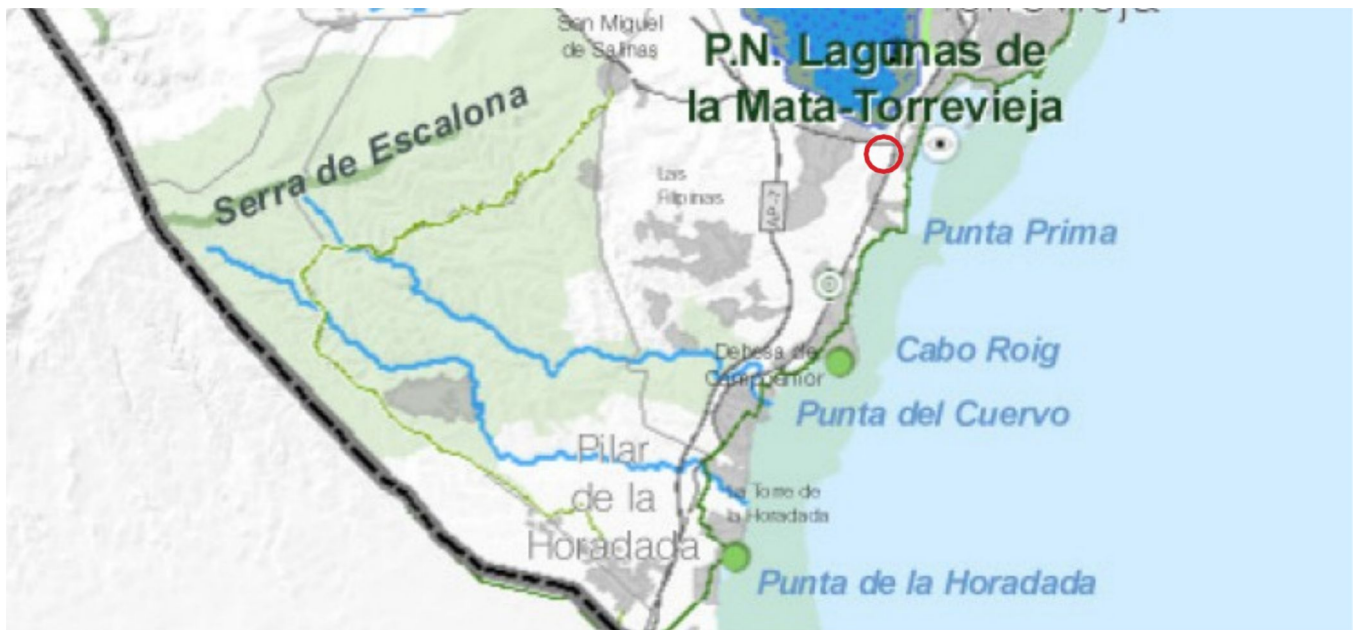 Torrevieja
San Miguel
de Salinas
P.N. Lagunas de
la Mata-Torrevieja
Serra de Escalona
Las
Filipinas
AP-7
Punta Prima
Dehesa de
Campoamor
Cabo Roig
Punta del Cuervo
Pilar
de la
Horadada
La Torre de
la Horadada
Punta de la Horadada